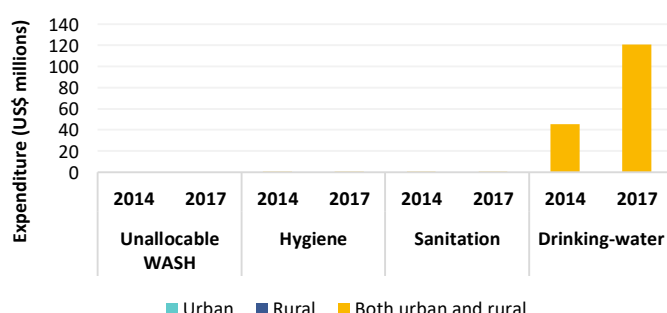 Expenditure (US$ millions)
140
120
100
80
60
40
20
0
2014 2017 2014 2017 2014 2017 2014 2017
Unallocable WASH Hygiene Sanitation Drinking-water
Urban Rural Both urban and rural